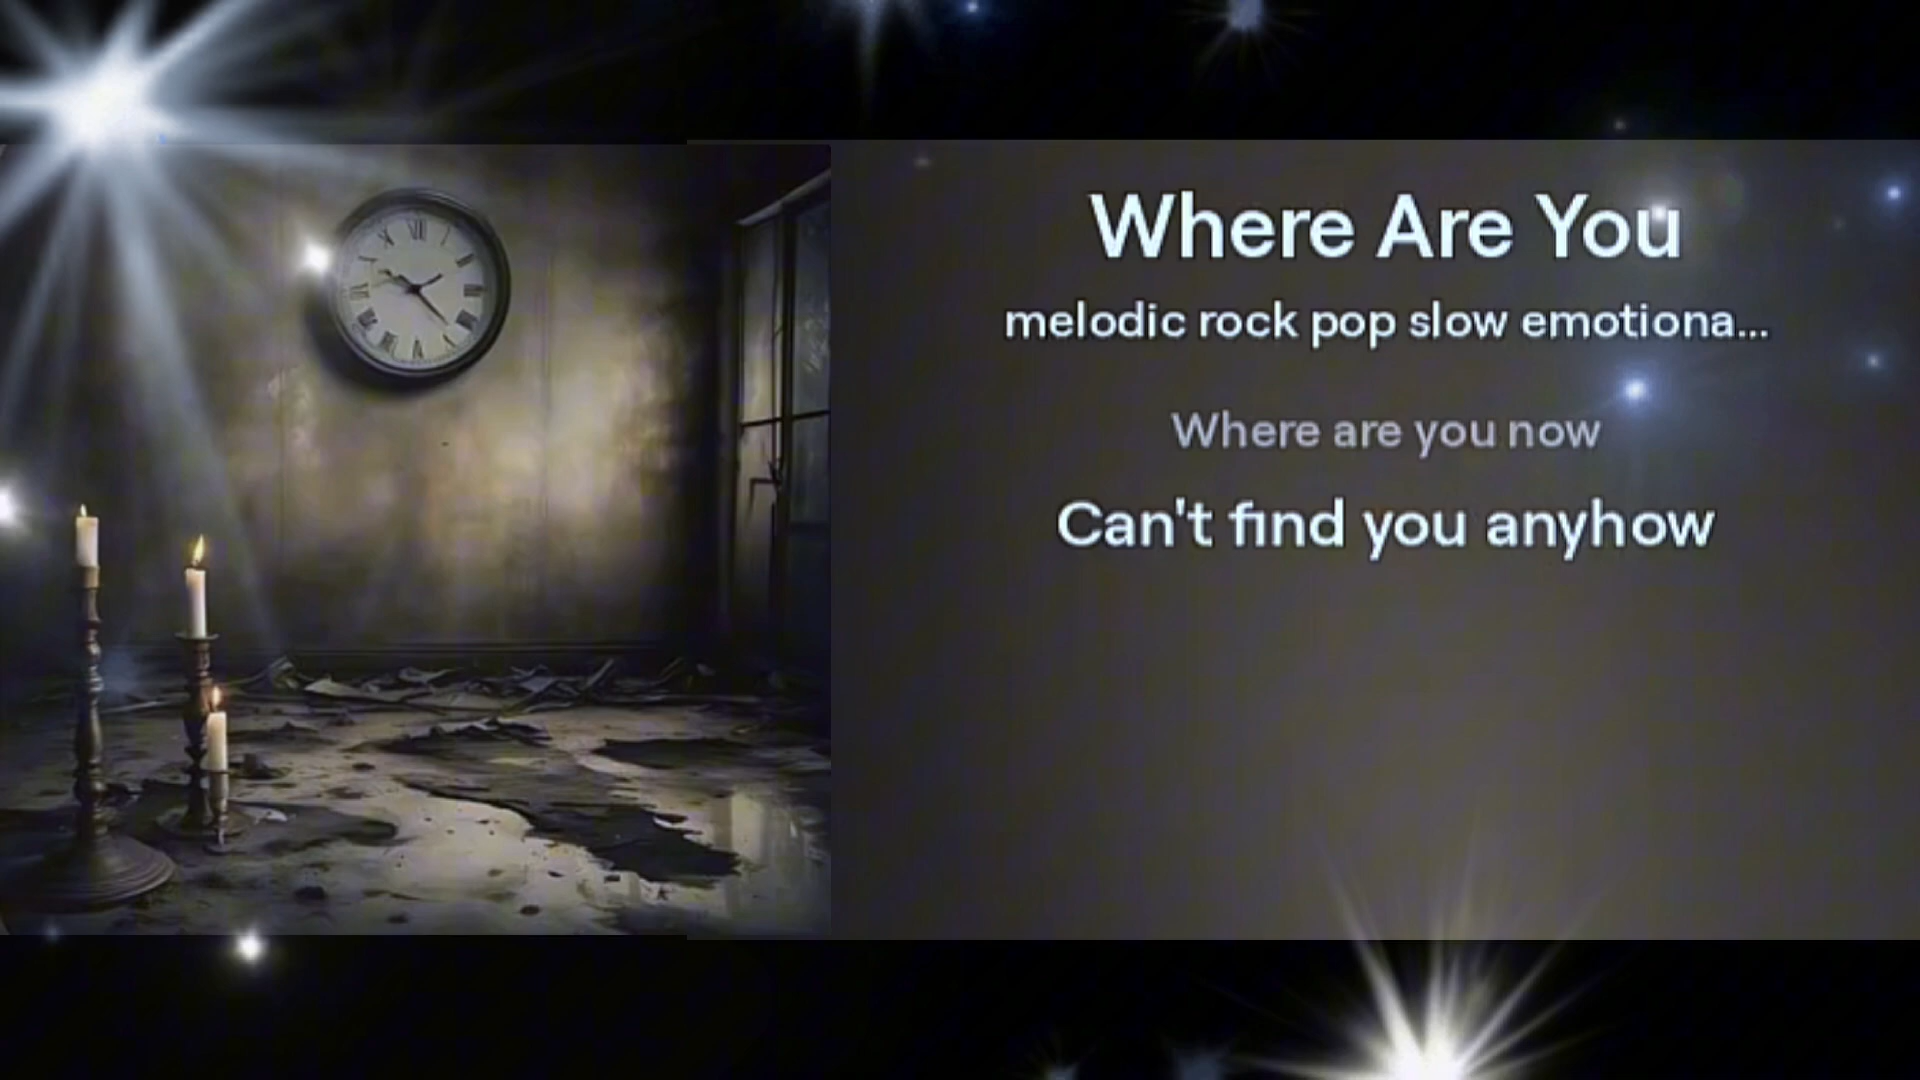 Where Are You
melodic rock pop slow emotiona...
Where are you now
Can't find you anyhow